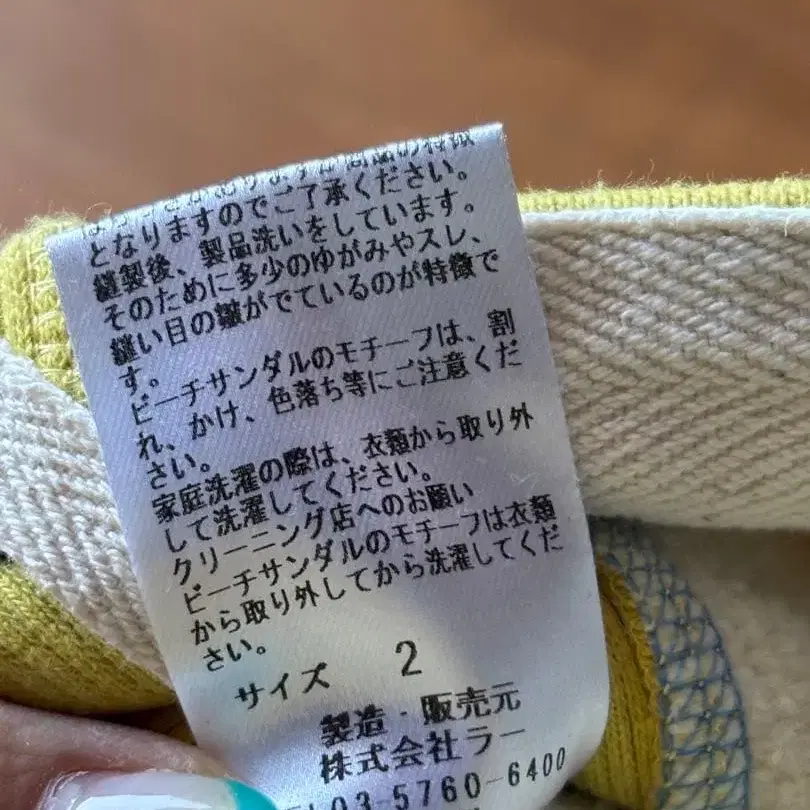 となりますのでご了承ください。
縫製後、製品洗いをしています。
そのために多少のゆがみやスレ、
縫い目の皺がでているのが特徴で
す。
ビーチサンダルのモチーフは、割
れ、かけ、色落ち等にご注意くだ
さい。
家庭洗濯の際は、衣類から取り外
して洗濯してください。
クリーニング店へのお願い
ビーチサンダルのモチーフは衣類
から取り外してから洗濯してくだ
さい。
サイズ 2
製造・販売元
株式会社ラー
03-5760-6400